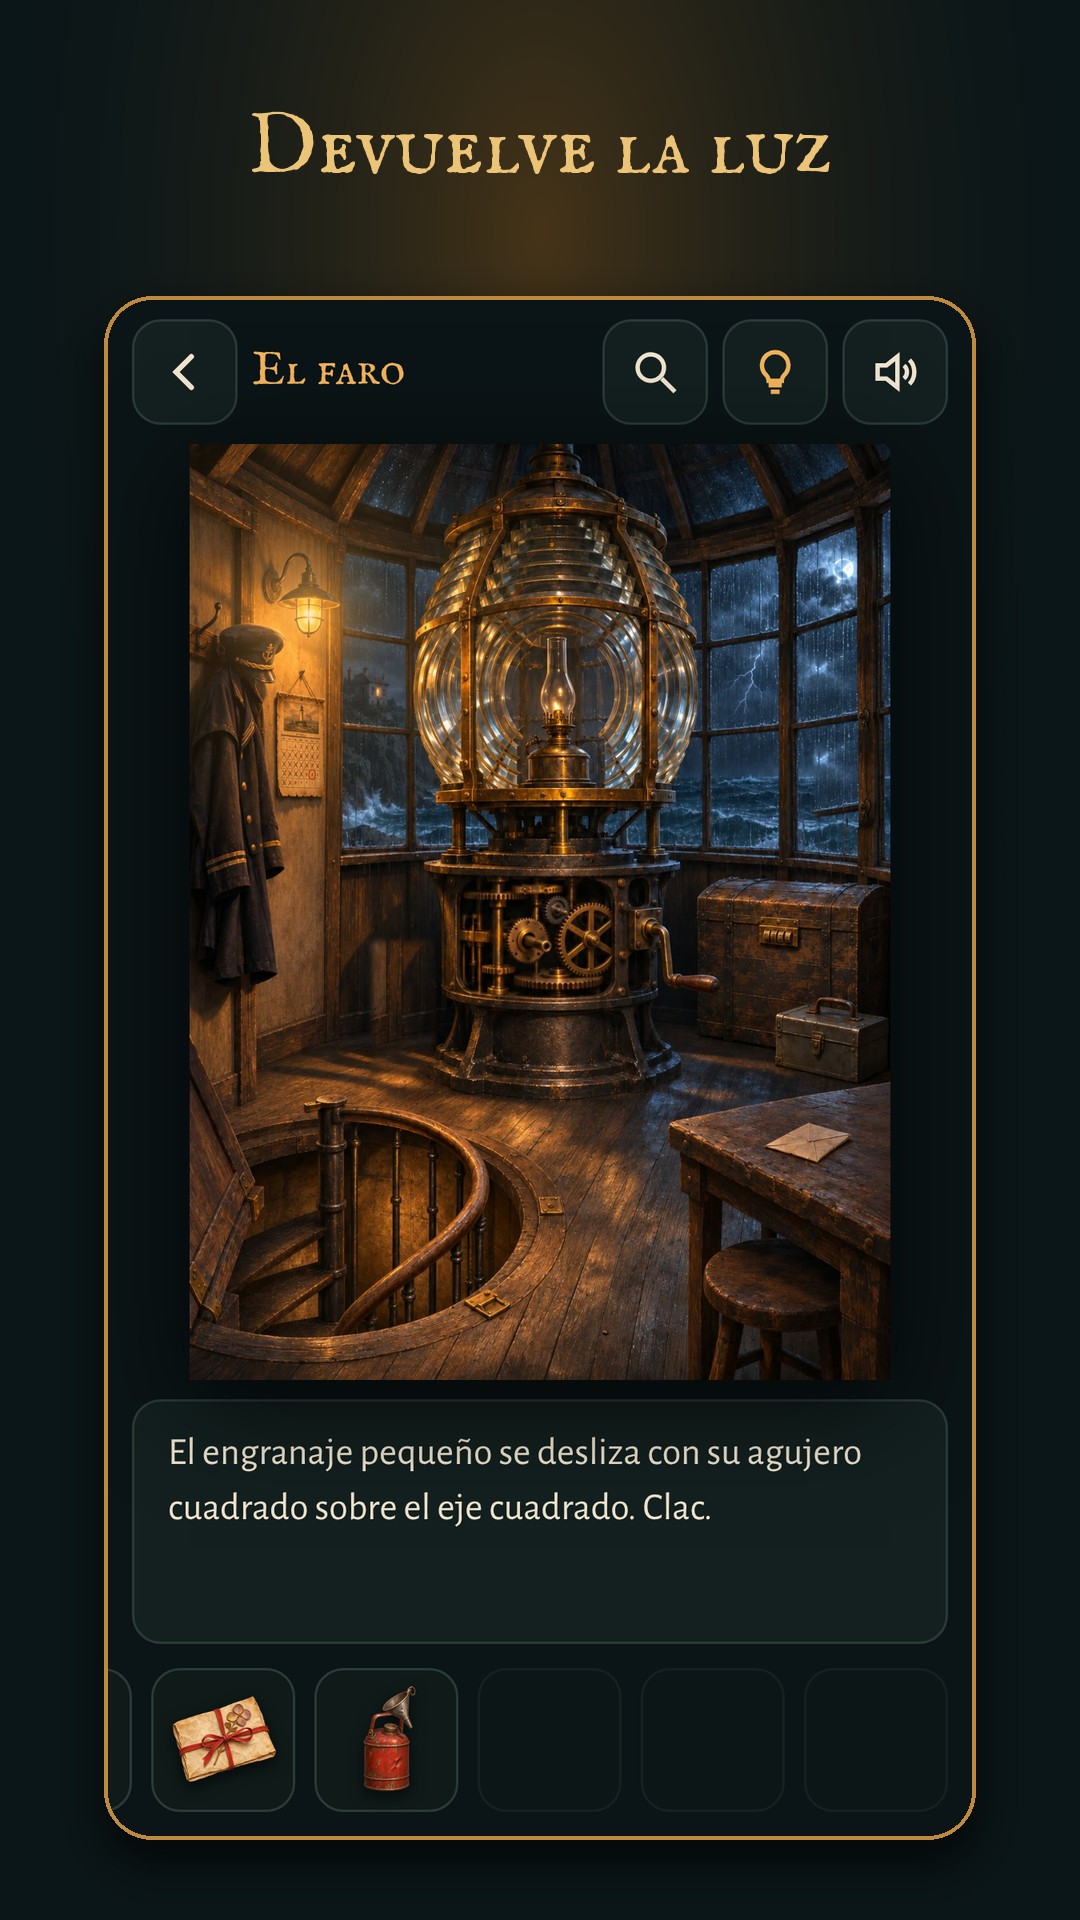 Devuelve la luz
El faro
El engranaje pequeño se desliza con su agujero
cuadrado sobre el eje cuadrado. Clac.